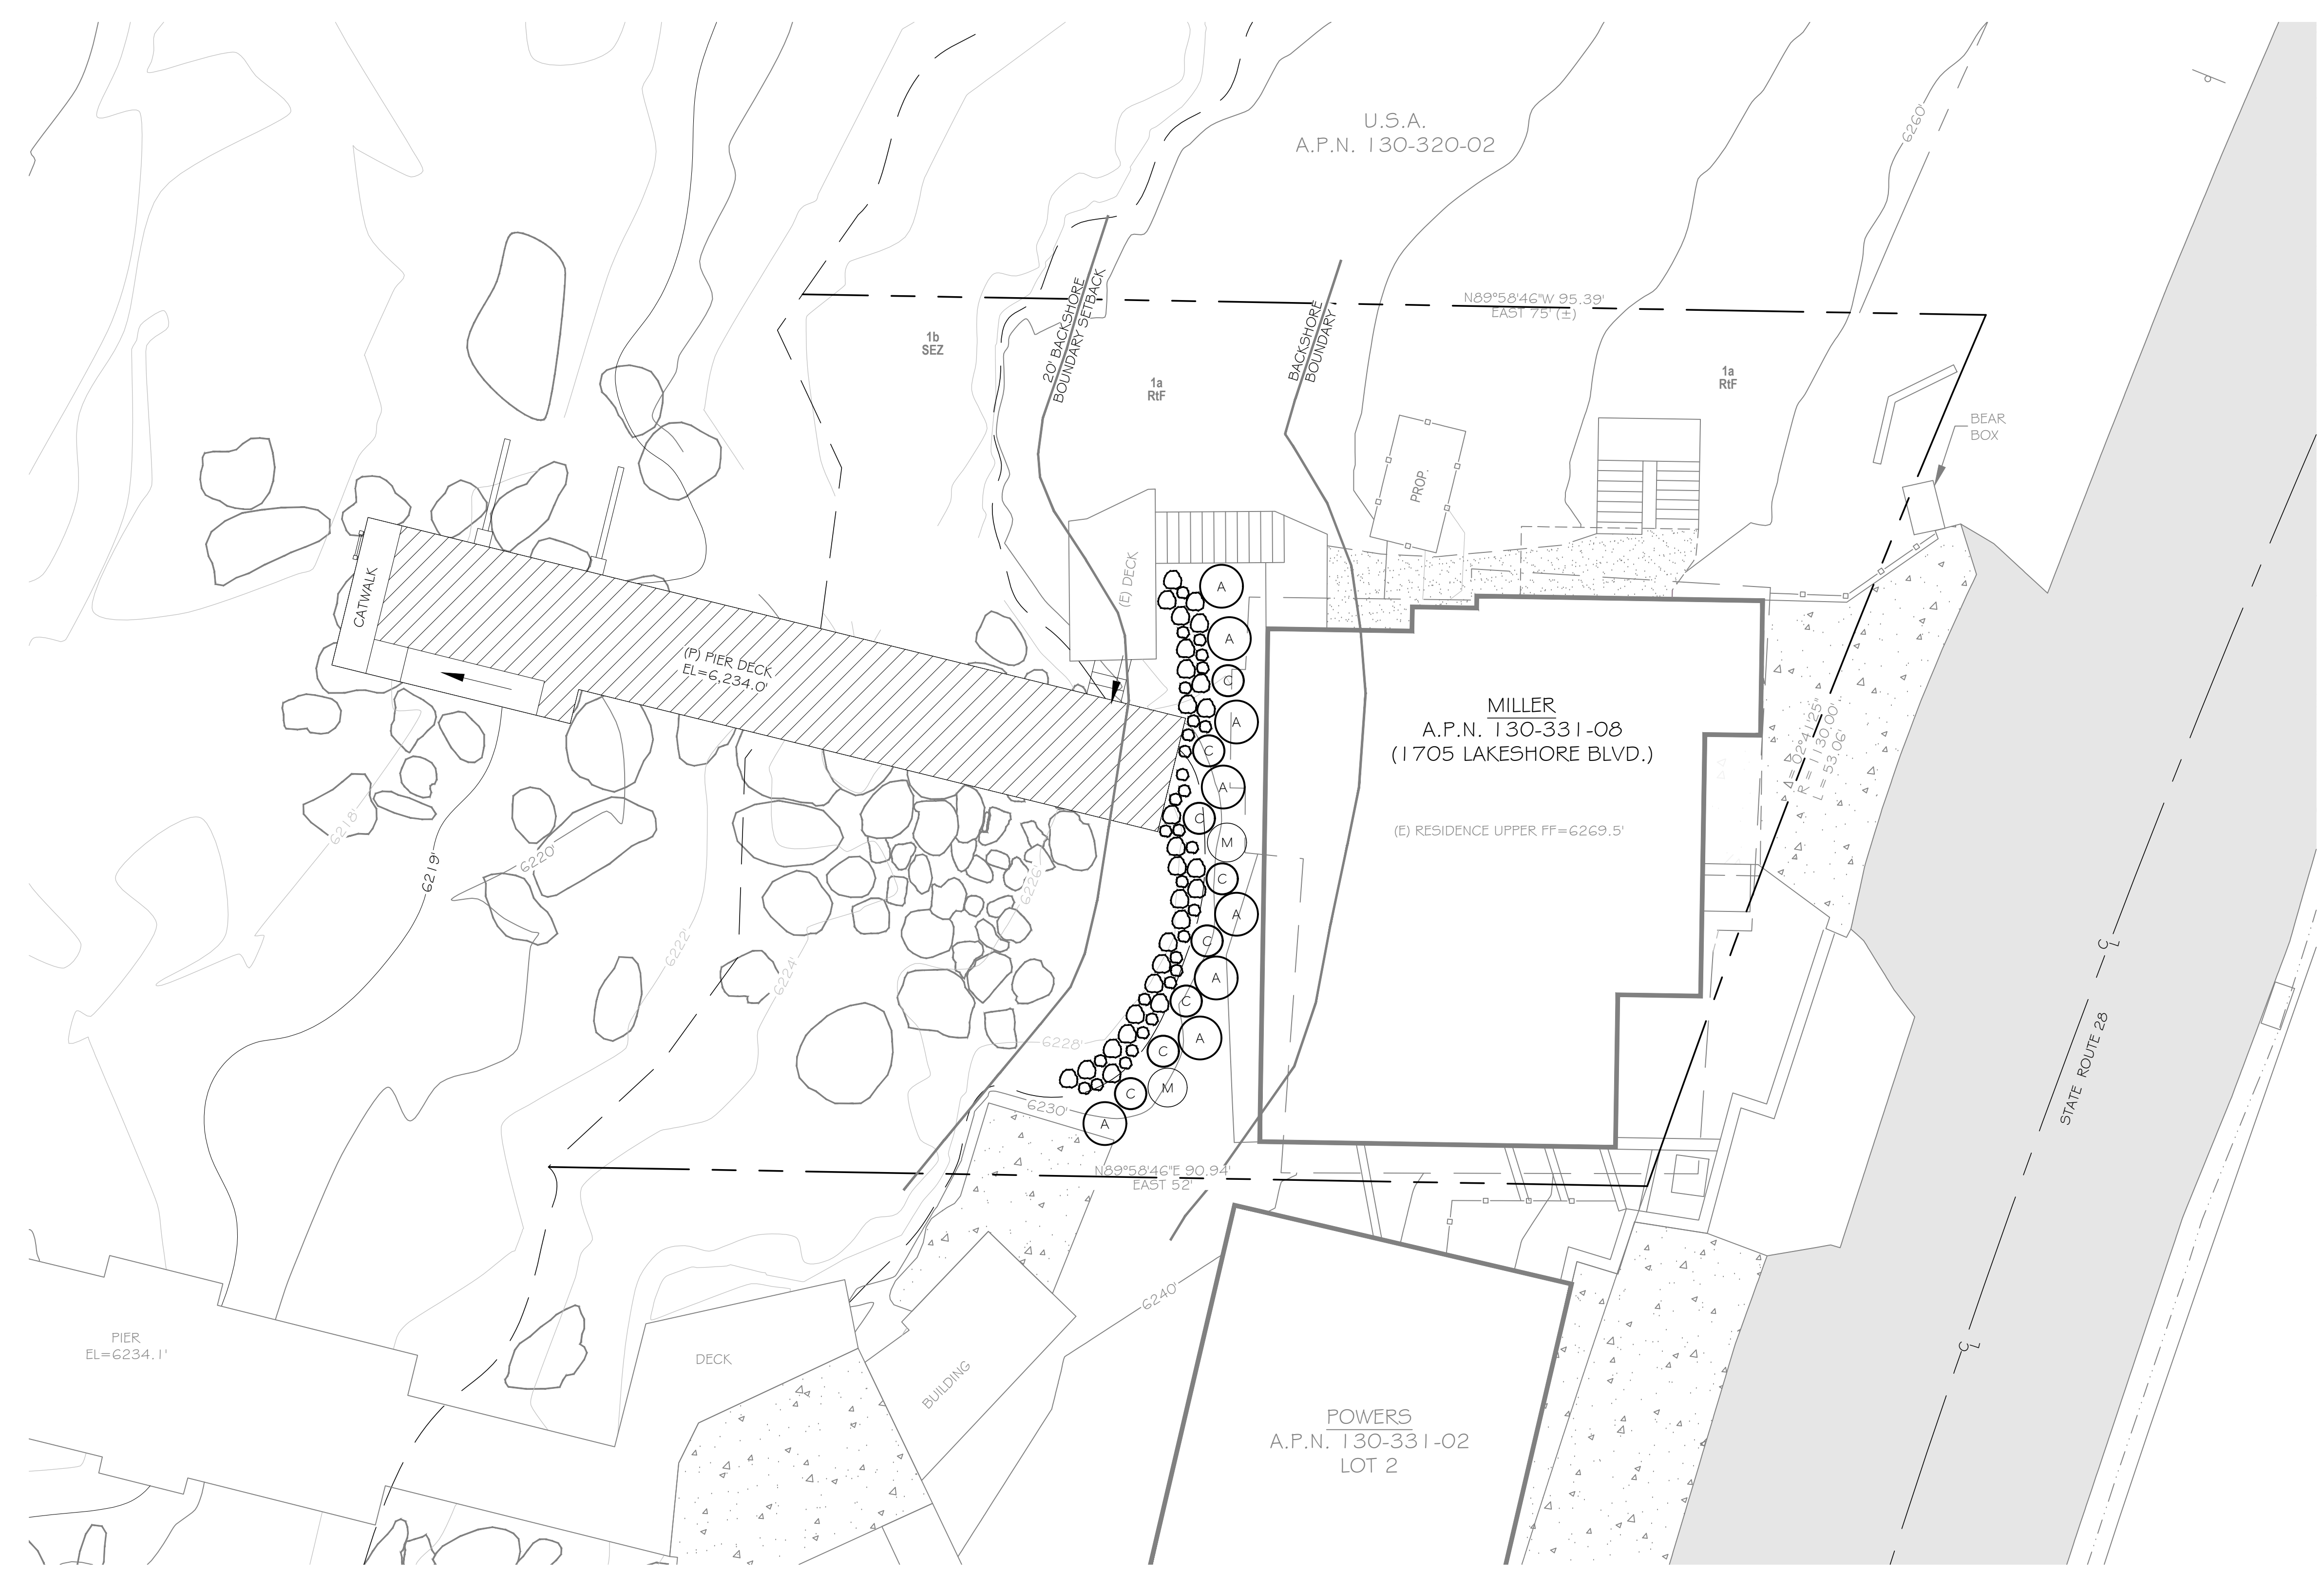 U.S.A.
A.P.N. 130-320-02
6260'
20' BACKSHORE
BOUNDARY SETBACK
BACKSHORE
BOUNDARY
N89°58'46"W 95.39'
EAST 75' (±)
1b
SEZ
1a
RtF
1a
RtF
BEAR
BOX
PROP.
(E) DECK
CATWALK
(P) PIER DECK
EL=6,234.0'
A
A
C
A
C
A
C
M
C
A
C
A
C
A
C
M
C
A
MILLER
A.P.N. 130-331-08
(1705 LAKESHORE BLVD.)
(E) RESIDENCE UPPER FF=6269.5'
Δ=02°41'25"
R=1130.00'
L=53.06'
6218'
6219'
6220'
6222'
6224'
6226'
6228'
6230'
CL
STATE ROUTE 28
CL
N89°58'46"E 90.94'
EAST 52'
6240'
PIER
EL=6234.1'
DECK
BUILDING
POWERS
A.P.N. 130-331-02
LOT 2